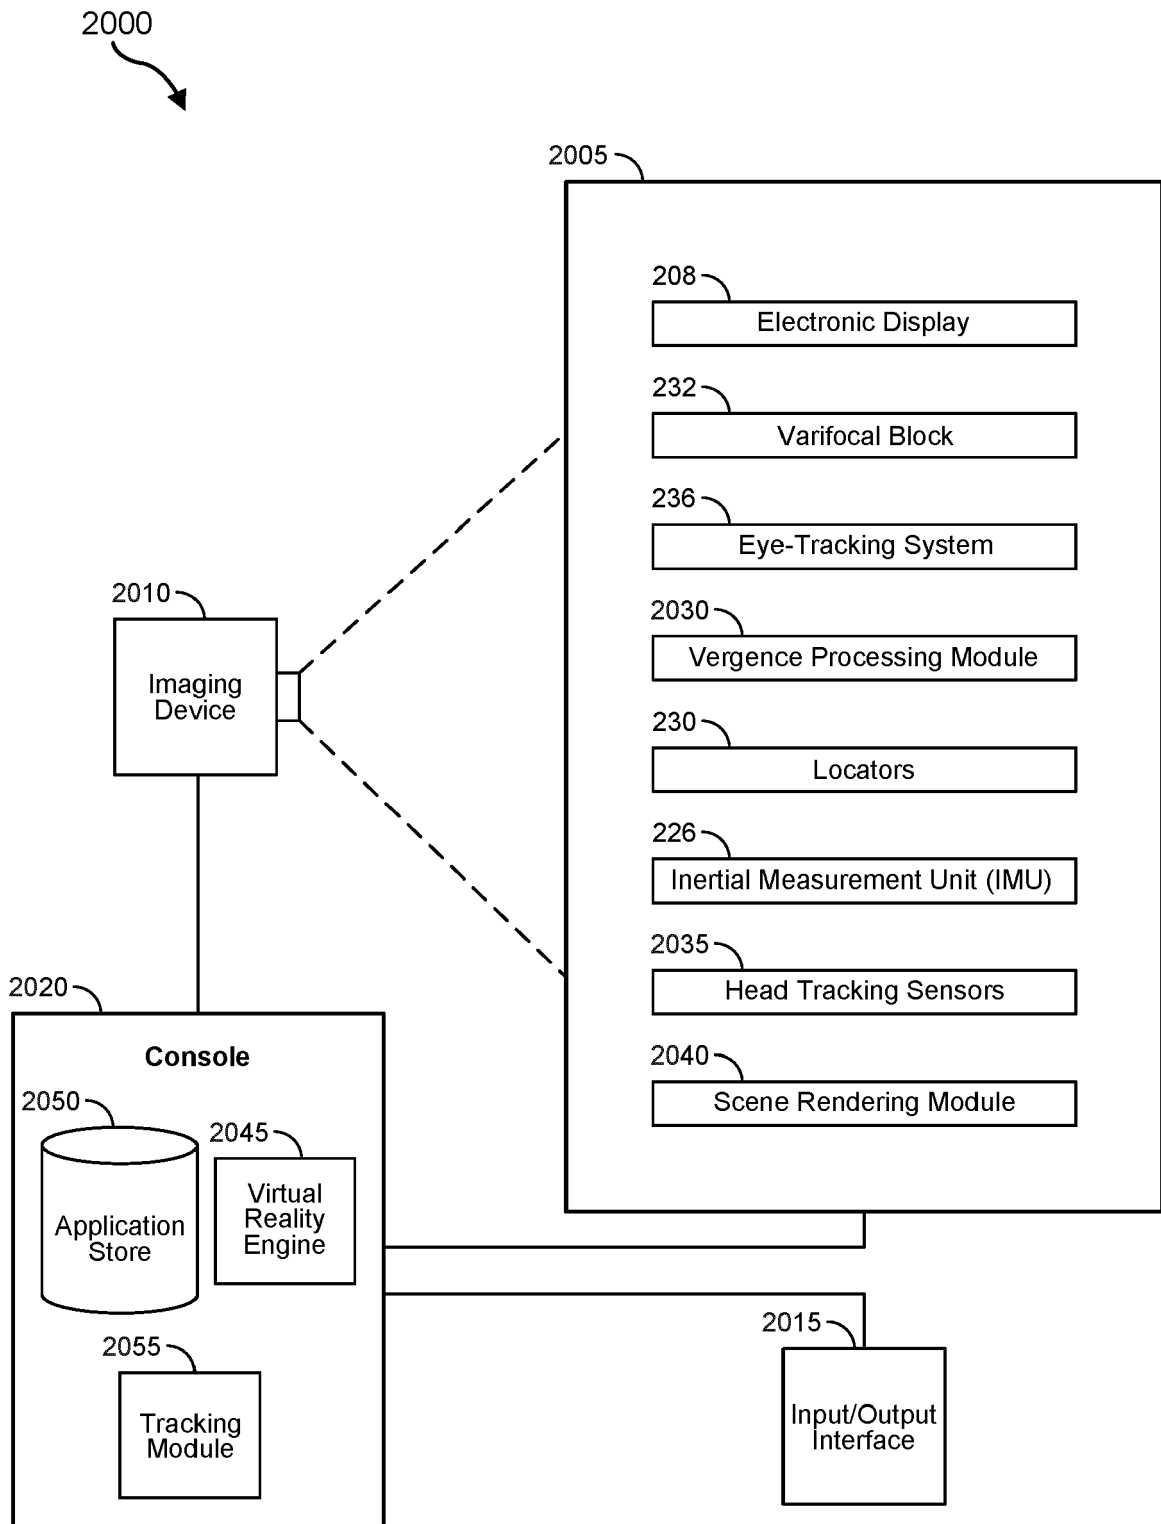 2000
2005
208
Electronic Display
232
Varifocal Block
236
Eye-Tracking System
2030
Vergence Processing Module
230
Locators
226
Inertial Measurement Unit (IMU)
2035
Head Tracking Sensors
2040
Scene Rendering Module
2010
Imaging
Device
2020
Console
2050
Application
Store
2045
Virtual
Reality
Engine
2055
Tracking
Module
2015
Input/Output
Interface